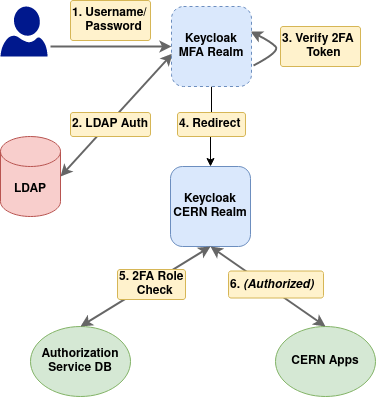 1. Username/
Password
Keycloak
MFA Realm
3. Verify 2FA
Token
2. LDAP Auth
4. Redirect
LDAP
Keycloak
CERN Realm
5. 2FA Role
Check
6. (Authorized)
Authorization
Service DB
CERN Apps